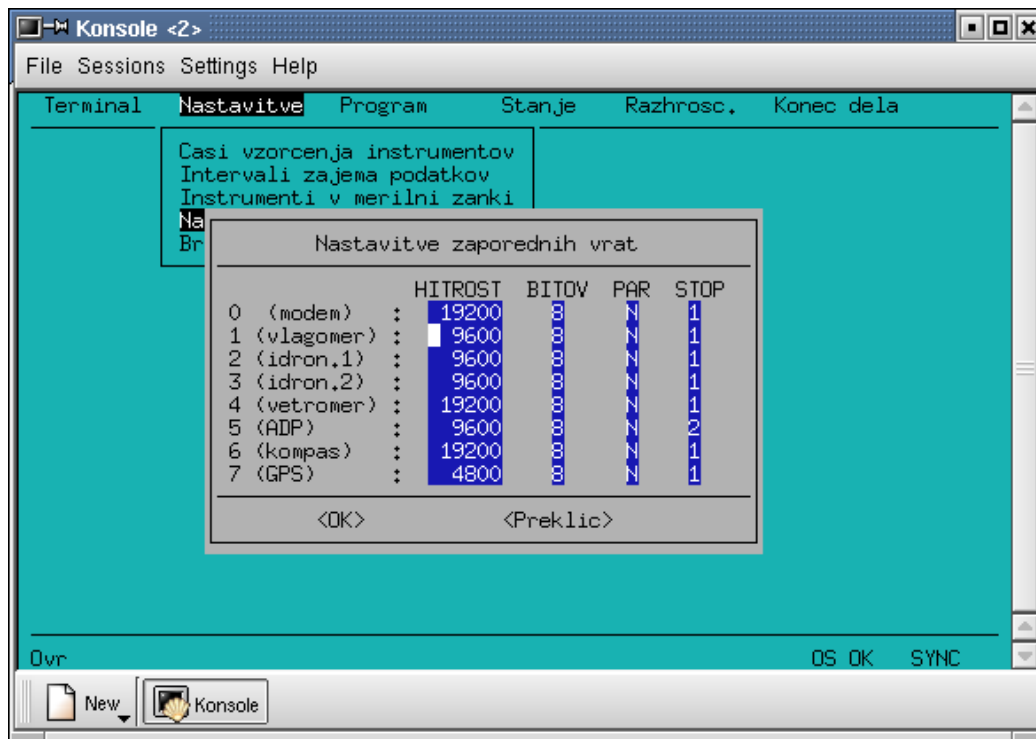 Konsole <2>
File Sessions Settings Help
Terminal Nastavitve Program Stanje Razhrosc. Konec dela
Casi vzorcenja instrumentov
Intervali zajema podatkov
Instrumenti v merilni zanki
Na
Br
Nastavitve zaporednih vrat
HITROST BITOV PAR STOP
0 (modem) : 19200 8 N 1
1 (vlagomer) : 9600 8 N 1
2 (idron.1) : 9600 8 N 1
3 (idron.2) : 9600 8 N 1
4 (vetromer) : 19200 8 N 1
5 (ADP) : 9600 8 N 2
6 (kompas) : 19200 8 N 1
7 (GPS) : 4800 8 N 1
<OK> <Preklic>
Ovr OS OK SYNC
New Konsole